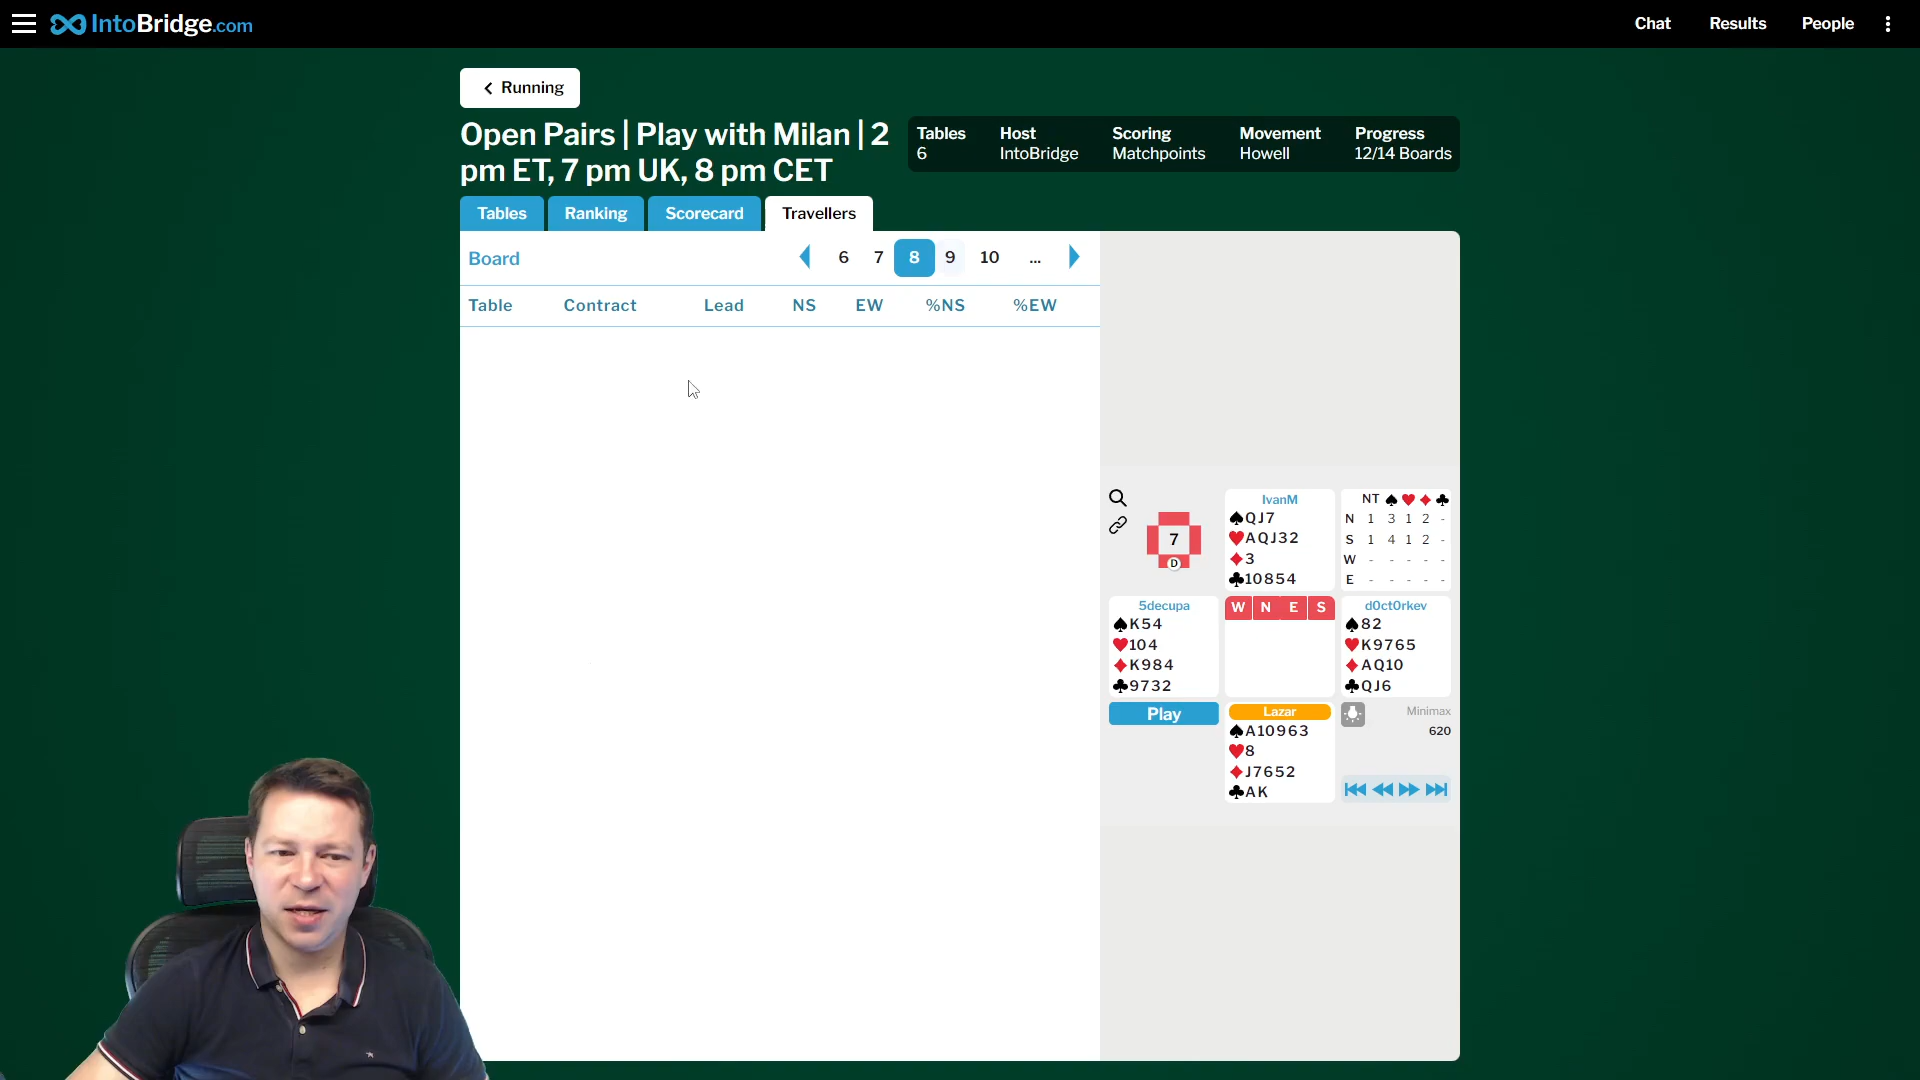 IntoBridge.com
Chat
Results
People
Running
Open Pairs | Play with Milan | 2
pm ET, 7 pm UK, 8 pm CET
Tables
6
Host
IntoBridge
Scoring
Matchpoints
Movement
Howell
Progress
12/14 Boards
Tables
Ranking
Scorecard
Travellers
Board
6 7 8 9 10 ...
Table Contract Lead NS EW %NS %EW
7
D
IvanM
♠QJ7
♥AQJ32
♦3
♣10854
NT ♠ ♥ ♦ ♣
N 1 3 1 2 -
S 1 4 1 2 -
W - - - - -
E - - - - -
5decupa
♠K54
♥104
♦K984
♣9732
W N E S
d0ct0rkev
♠82
♥K9765
♦AQ10
♣QJ6
Play
Lazar
♠A10963
♥8
♦J7652
♣AK
Minimax
620